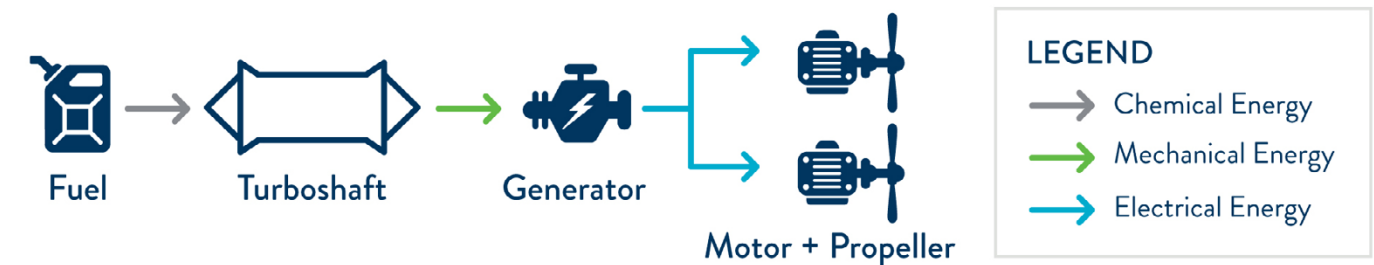 Fuel
Turboshaft
Generator
Motor + Propeller
LEGEND
Chemical Energy
Mechanical Energy
Electrical Energy